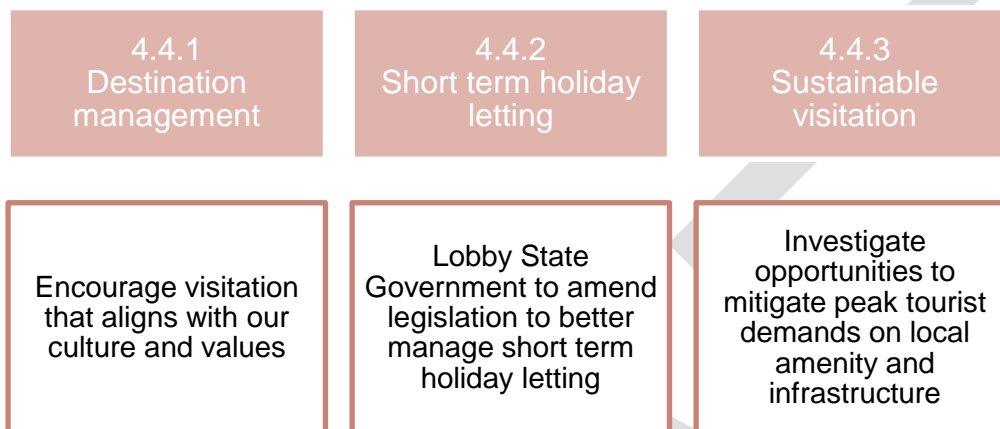 4.4.1
Destination
management
4.4.2
Short term holiday
letting
4.4.3
Sustainable
visitation
Encourage visitation
that aligns with our
culture and values
Lobby State
Government to amend
legislation to better
manage short term
holiday letting
Investigate
opportunities to
mitigate peak tourist
demands on local
amenity and
infrastructure